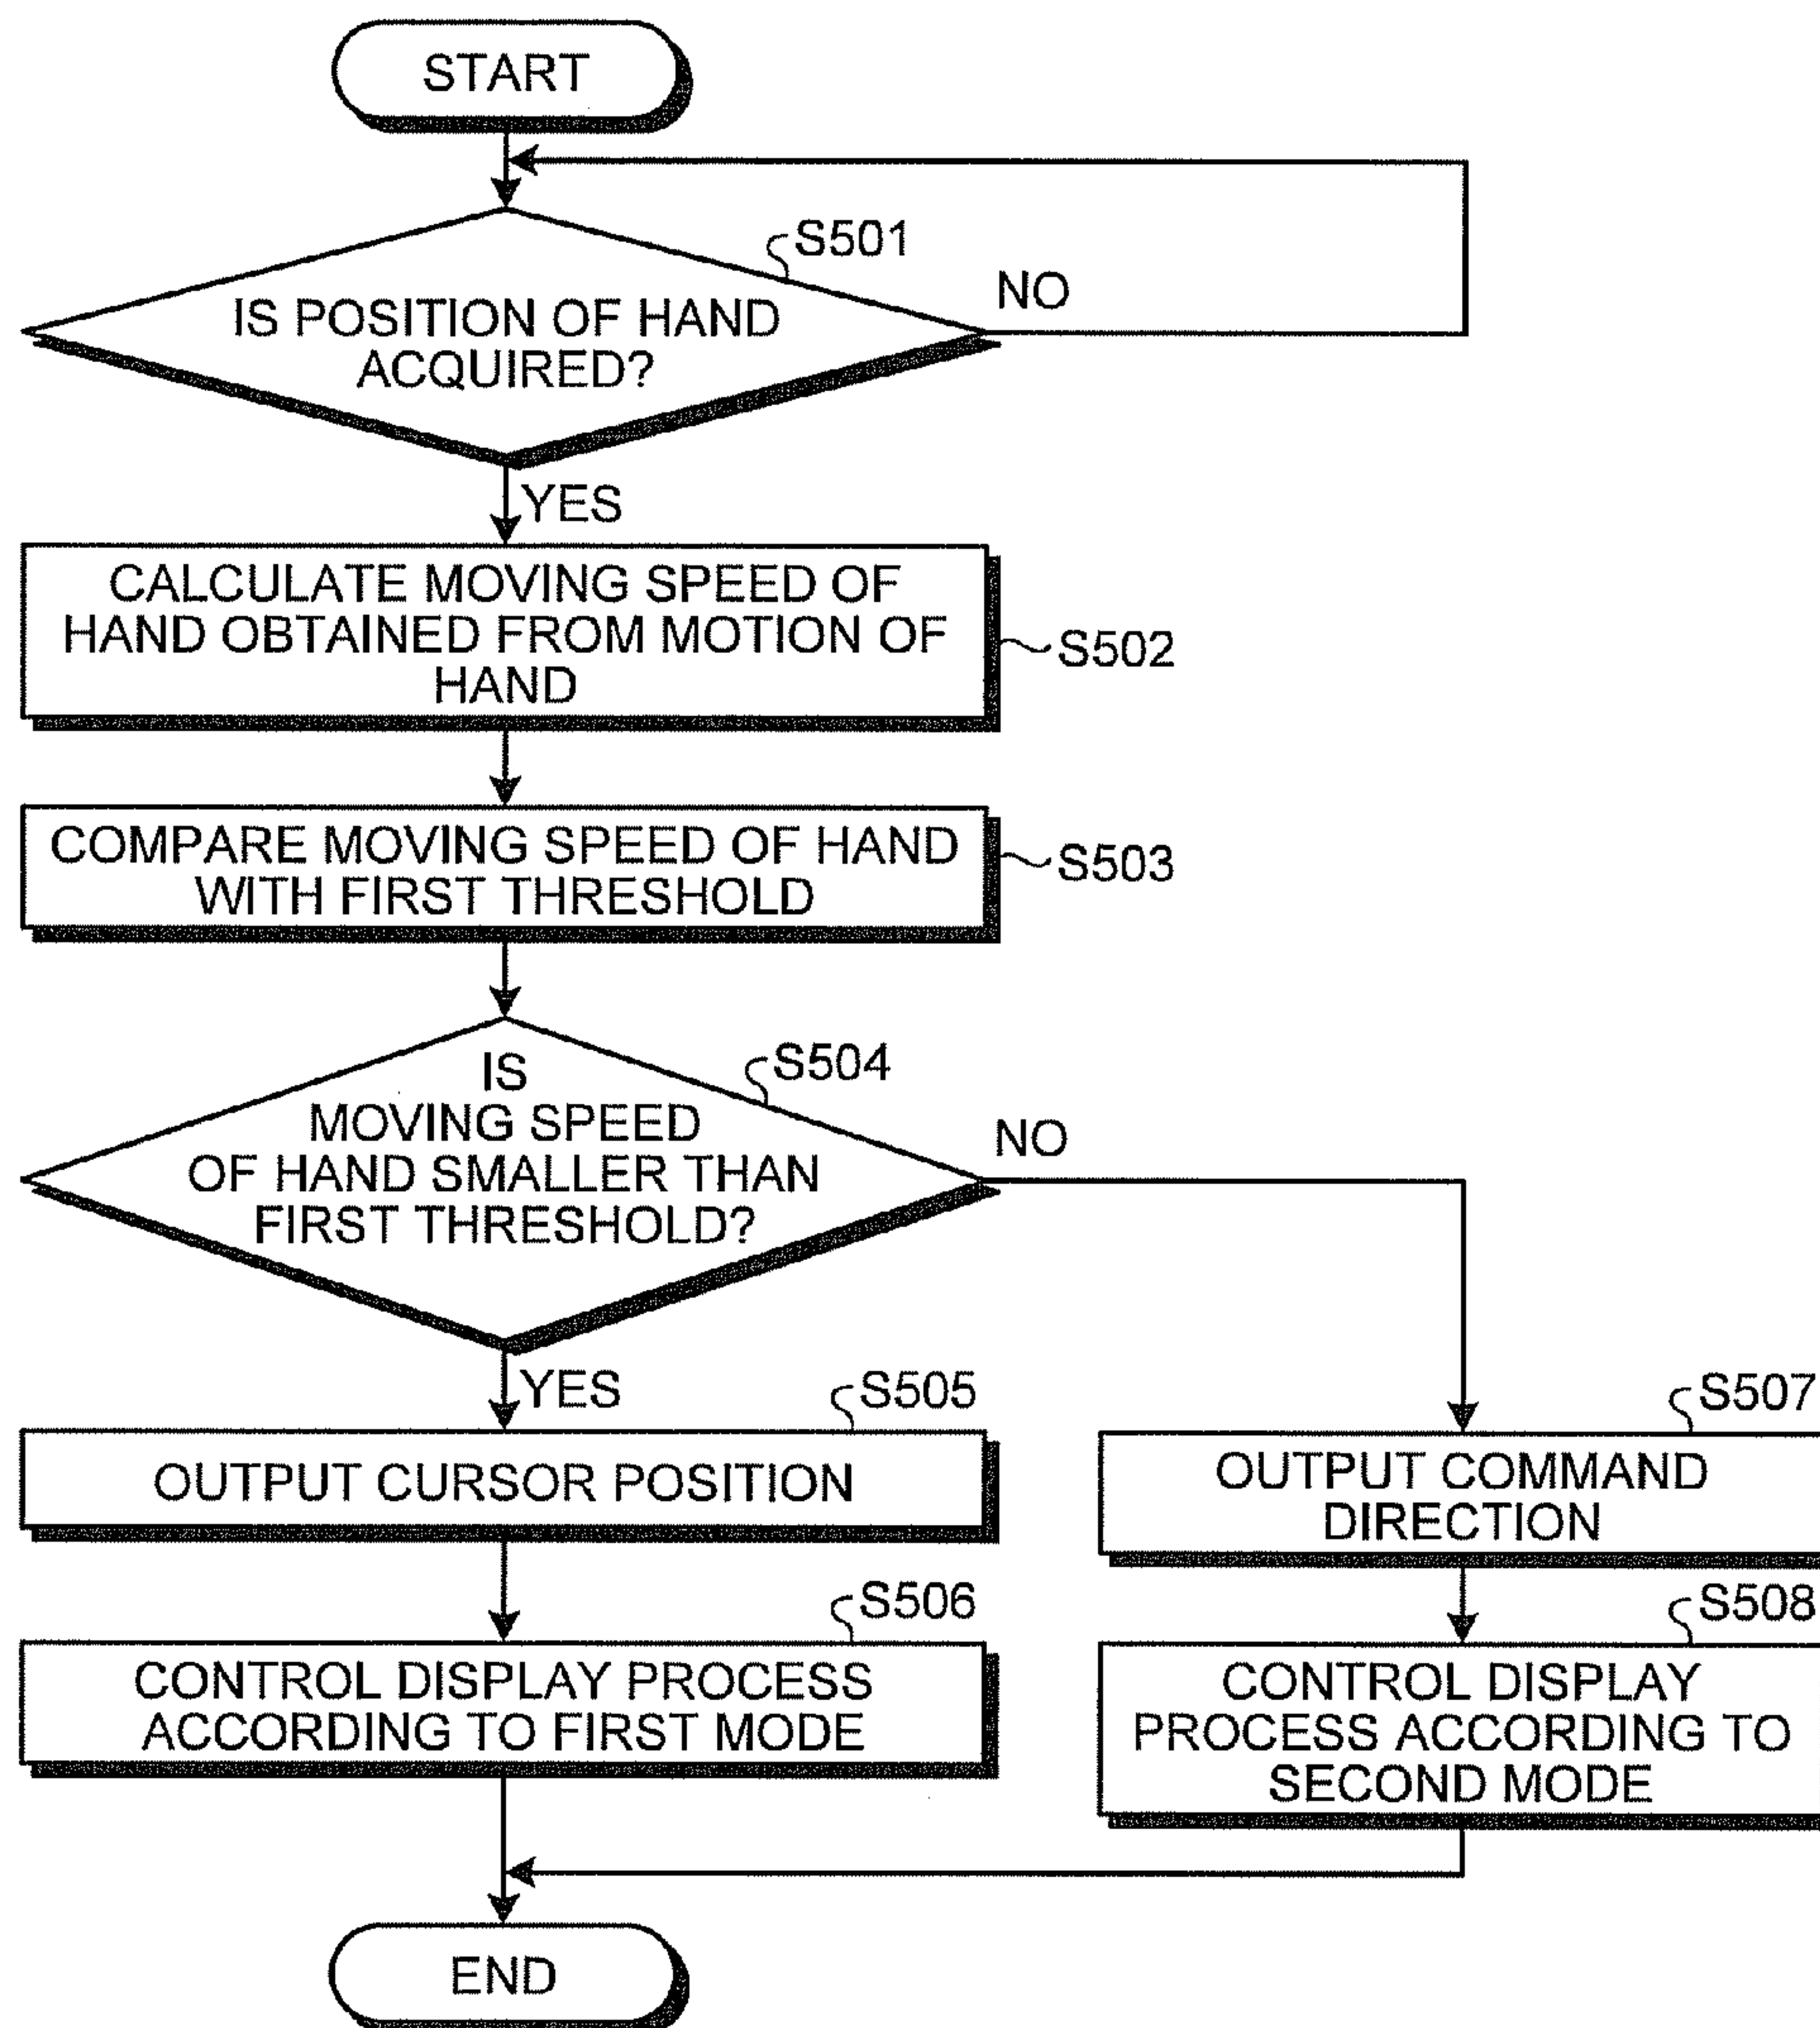 START
S501
IS POSITION OF HAND
ACQUIRED?
NO
YES
CALCULATE MOVING SPEED OF
HAND OBTAINED FROM MOTION OF
HAND
S502
COMPARE MOVING SPEED OF HAND
WITH FIRST THRESHOLD
S503
S504
IS
MOVING SPEED
OF HAND SMALLER THAN
FIRST THRESHOLD?
NO
YES
S505
OUTPUT CURSOR POSITION
S506
CONTROL DISPLAY PROCESS
ACCORDING TO FIRST MODE
S507
OUTPUT COMMAND
DIRECTION
S508
CONTROL DISPLAY
PROCESS ACCORDING TO
SECOND MODE
END